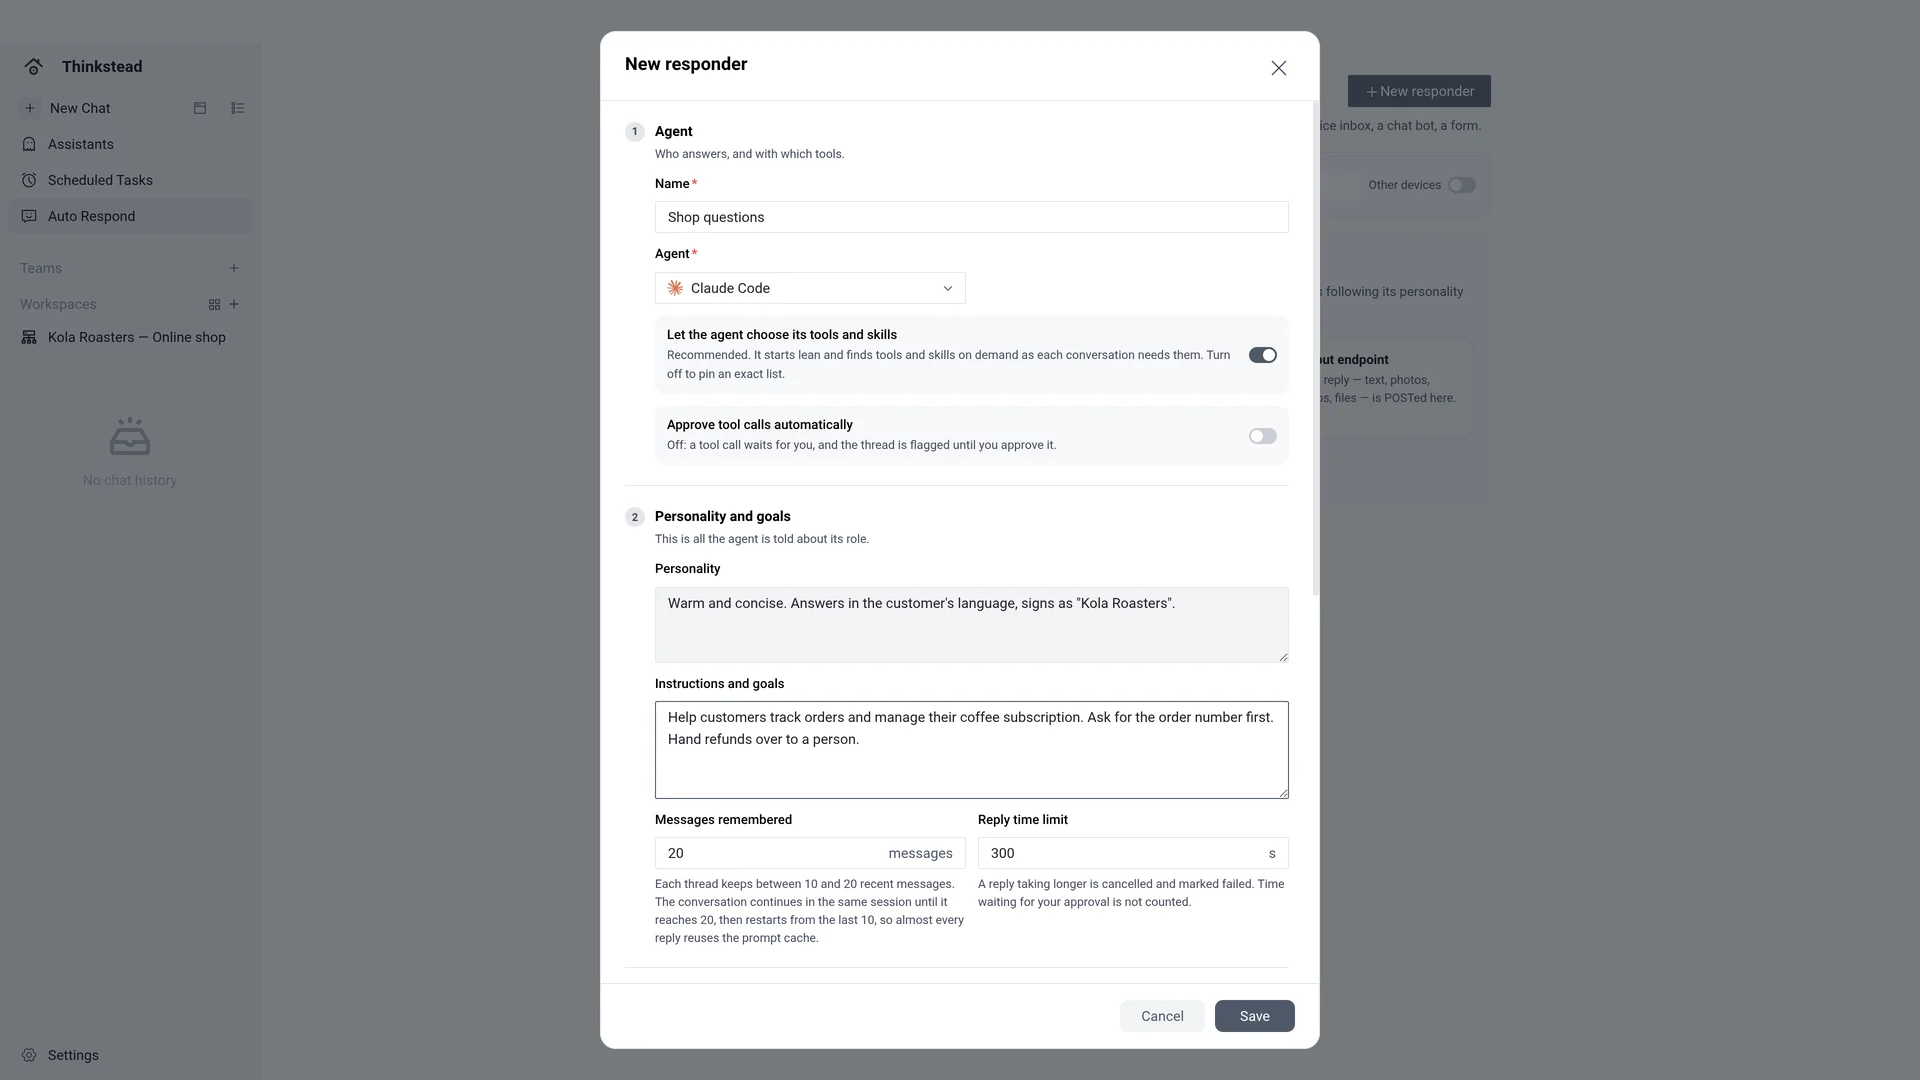 Thinkstead
New Chat
Assistants
Scheduled Tasks
Auto Respond
Teams
Workspaces
Kola Roasters — Online shop
No chat history
Settings
New responder
1
Agent
Who answers, and with which tools.
Name *
Shop questions
Agent *
Claude Code
Let the agent choose its tools and skills
Recommended. It starts lean and finds tools and skills on demand as each conversation needs them. Turn
off to pin an exact list.
Approve tool calls automatically
Off: a tool call waits for you, and the thread is flagged until you approve it.
2
Personality and goals
This is all the agent is told about its role.
Personality
Warm and concise. Answers in the customer's language, signs as "Kola Roasters".
Instructions and goals
Help customers track orders and manage their coffee subscription. Ask for the order number first.
Hand refunds over to a person.
Messages remembered
20 messages
Each thread keeps between 10 and 20 recent messages.
The conversation continues in the same session until it
reaches 20, then restarts from the last 10, so almost every
reply reuses the prompt cache.
Reply time limit
300 s
A reply taking longer is cancelled and marked failed. Time
waiting for your approval is not counted.
Cancel
Save
+ New responder
inbox, a chat bot, a form.
Other devices
following its personality
endpoint
reply — text, photos,
files — is POSTed here.